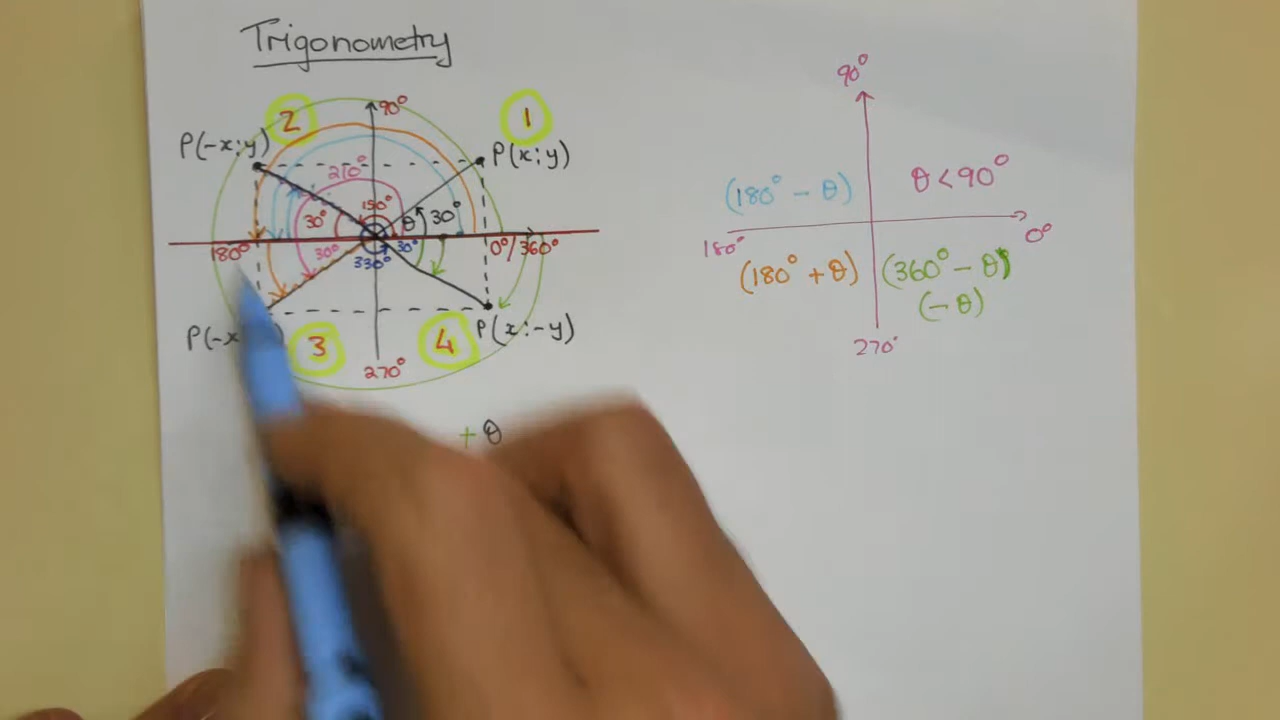 Trigonometry
90°
2
1
P(-x;y)
P(x;y)
210°
150°
30°
θ
30°
180°
30°
30°
0°/360°
330°
3
4
P(x;-y)
270°
+ θ
90°
(180° - θ)
θ < 90°
180°
0°
(180° + θ)
(360° - θ)
(- θ)
270°